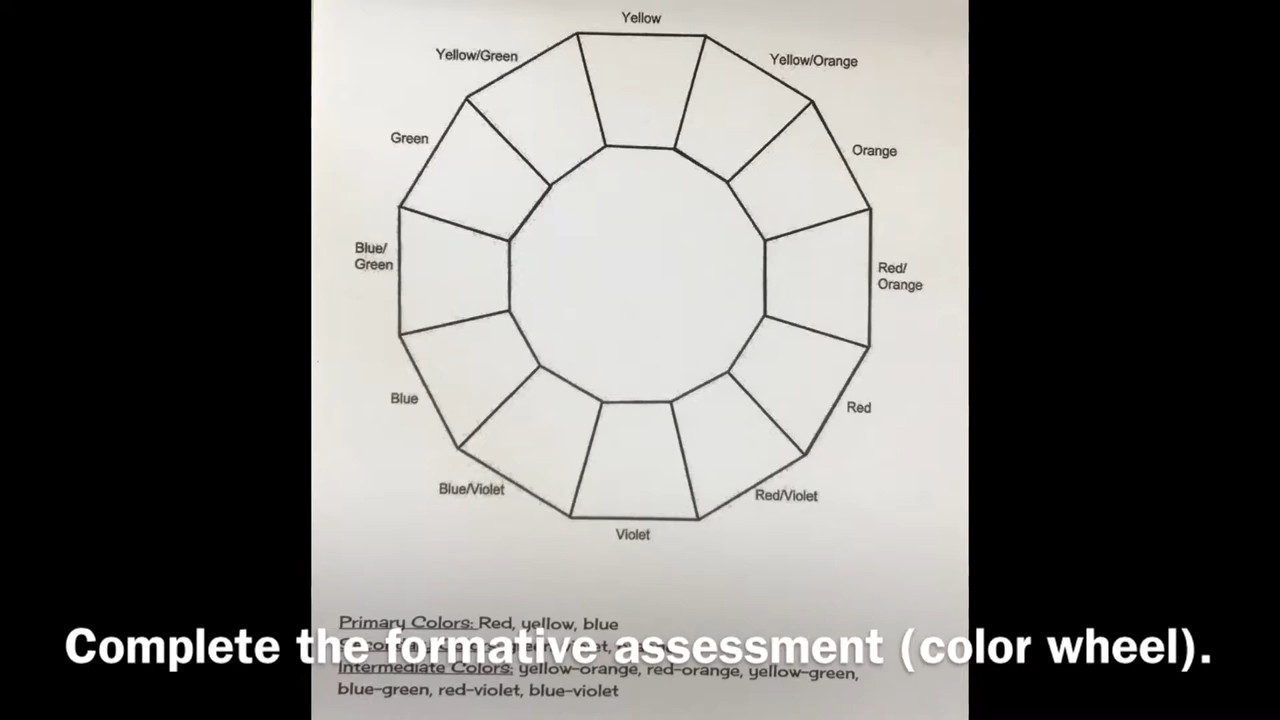 Yellow
Yellow/Green
Yellow/Orange
Green
Orange
Blue/
Green
Red/
Orange
Blue
Red
Blue/Violet
Red/Violet
Violet
Primary Colors: Red, yellow, blue
Complete the formative assessment (color wheel).
Intermediate Colors: yellow-orange, red-orange, yellow-green,
blue-green, red-violet, blue-violet